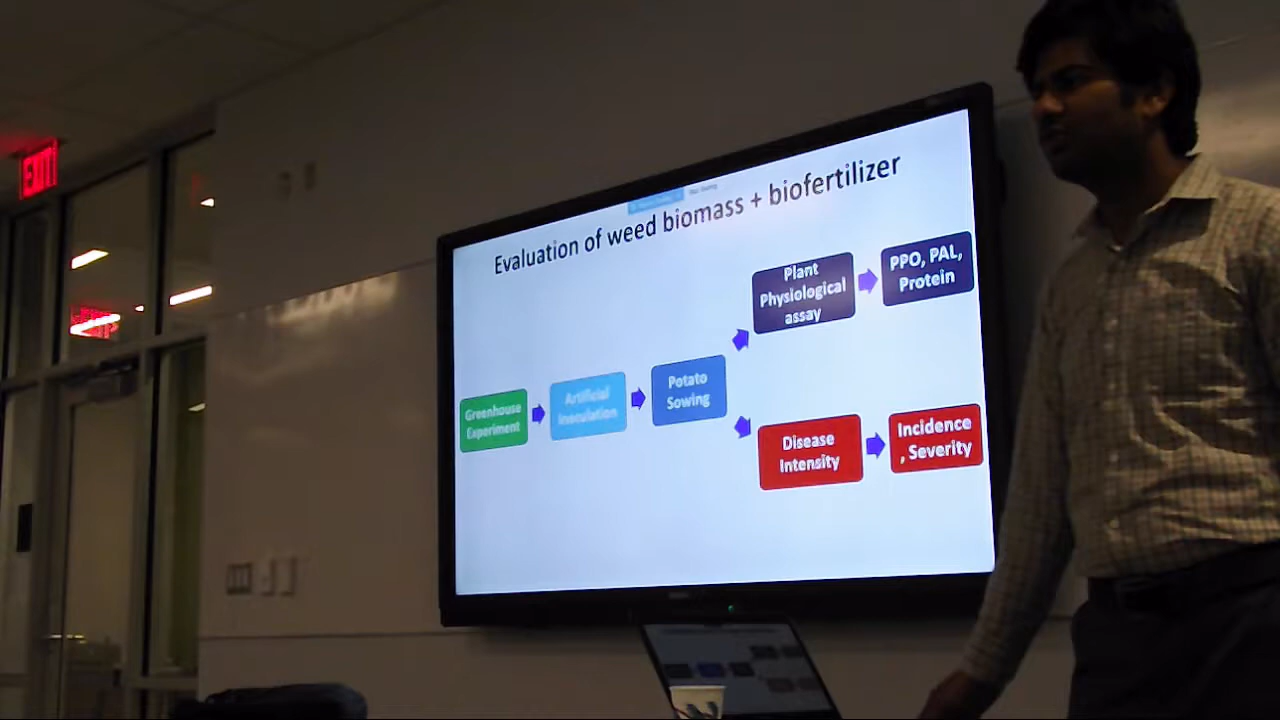 EXIT
Evaluation of weed biomass + biofertilizer
Greenhouse
Experiment
Artificial
Inoculation
Potato
Sowing
Plant
Physiological
assay
PPO, PAL,
Protein
Disease
Intensity
Incidence
, Severity